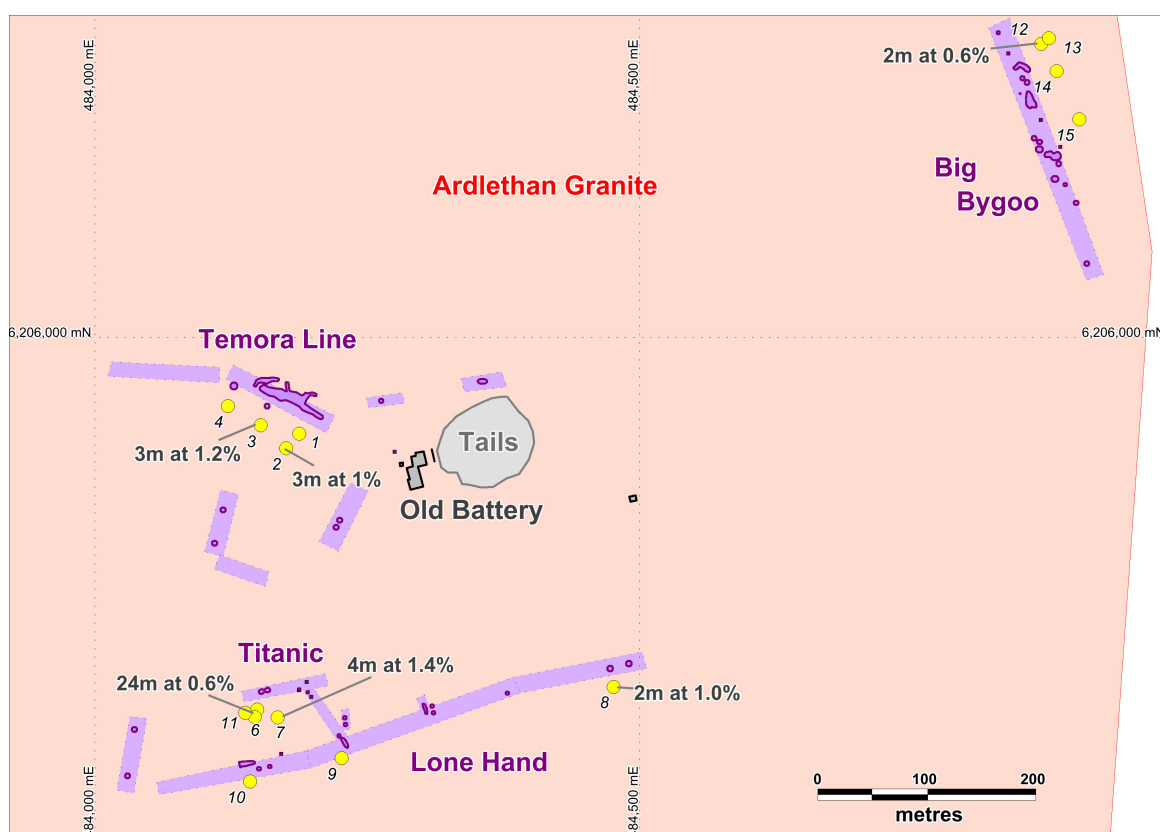 484,000 mE
484,500 mE
12
13
2m at 0.6%
14
15
Ardlethan Granite
Big
Bygoo
6,206,000 mN
6,206,000 mN
Temora Line
4
3
1
2
3m at 1.2%
3m at 1%
Tails
Old Battery
Titanic
24m at 0.6%
4m at 1.4%
11
6
7
8
2m at 1.0%
9
10
Lone Hand
484,000 mE
484,500 mE
0
100
200
metres